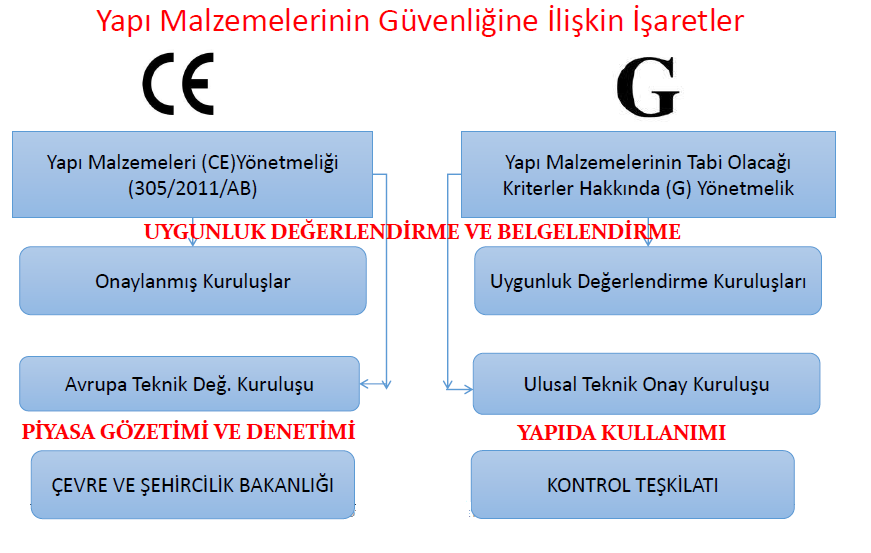 Yapı Malzemelerinin Güvenliğine İlişkin İşaretler
CE
G
Yapı Malzemeleri (CE)Yönetmeliği
(305/2011/AB)
Yapı Malzemelerinin Tabi Olacağı
Kriterler Hakkında (G) Yönetmelik
UYGUNLUK DEĞERLENDİRME VE BELGELENDİRME
Onaylanmış Kuruluşlar
Uygunluk Değerlendirme Kuruluşları
Avrupa Teknik Değ. Kuruluşu
Ulusal Teknik Onay Kuruluşu
PİYASA GÖZETİMİ VE DENETİMİ
YAPIDA KULLANIMI
ÇEVRE VE ŞEHİRCİLİK BAKANLIĞI
KONTROL TEŞKİLATI